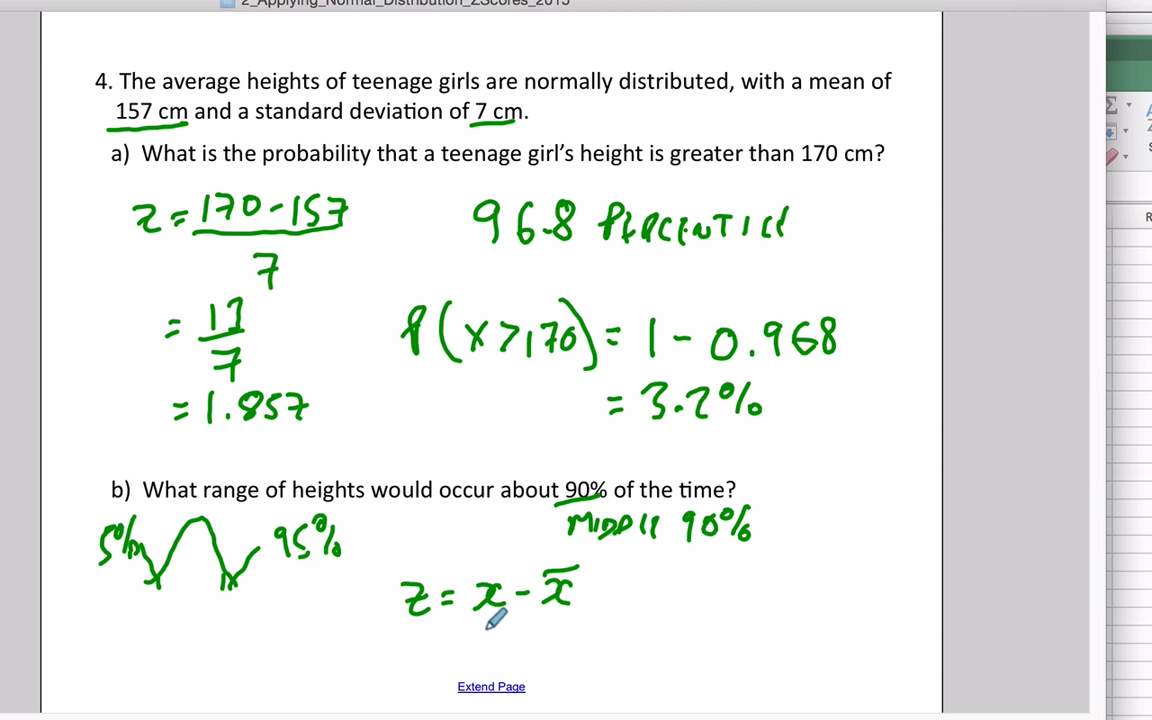 2_Applying_Normal_Distribution_ZScores_2015
4. The average heights of teenage girls are normally distributed, with a mean of
157 cm and a standard deviation of 7 cm.
a) What is the probability that a teenage girl's height is greater than 170 cm?
z = 170 - 157
7
96.8 PERCENTILE
= 13
7
P(x > 170) = 1 - 0.968
= 1.857
= 3.2%
b) What range of heights would occur about 90% of the time?
MIDDLE 90%
5% 95%
z = x - x̄
Extend Page